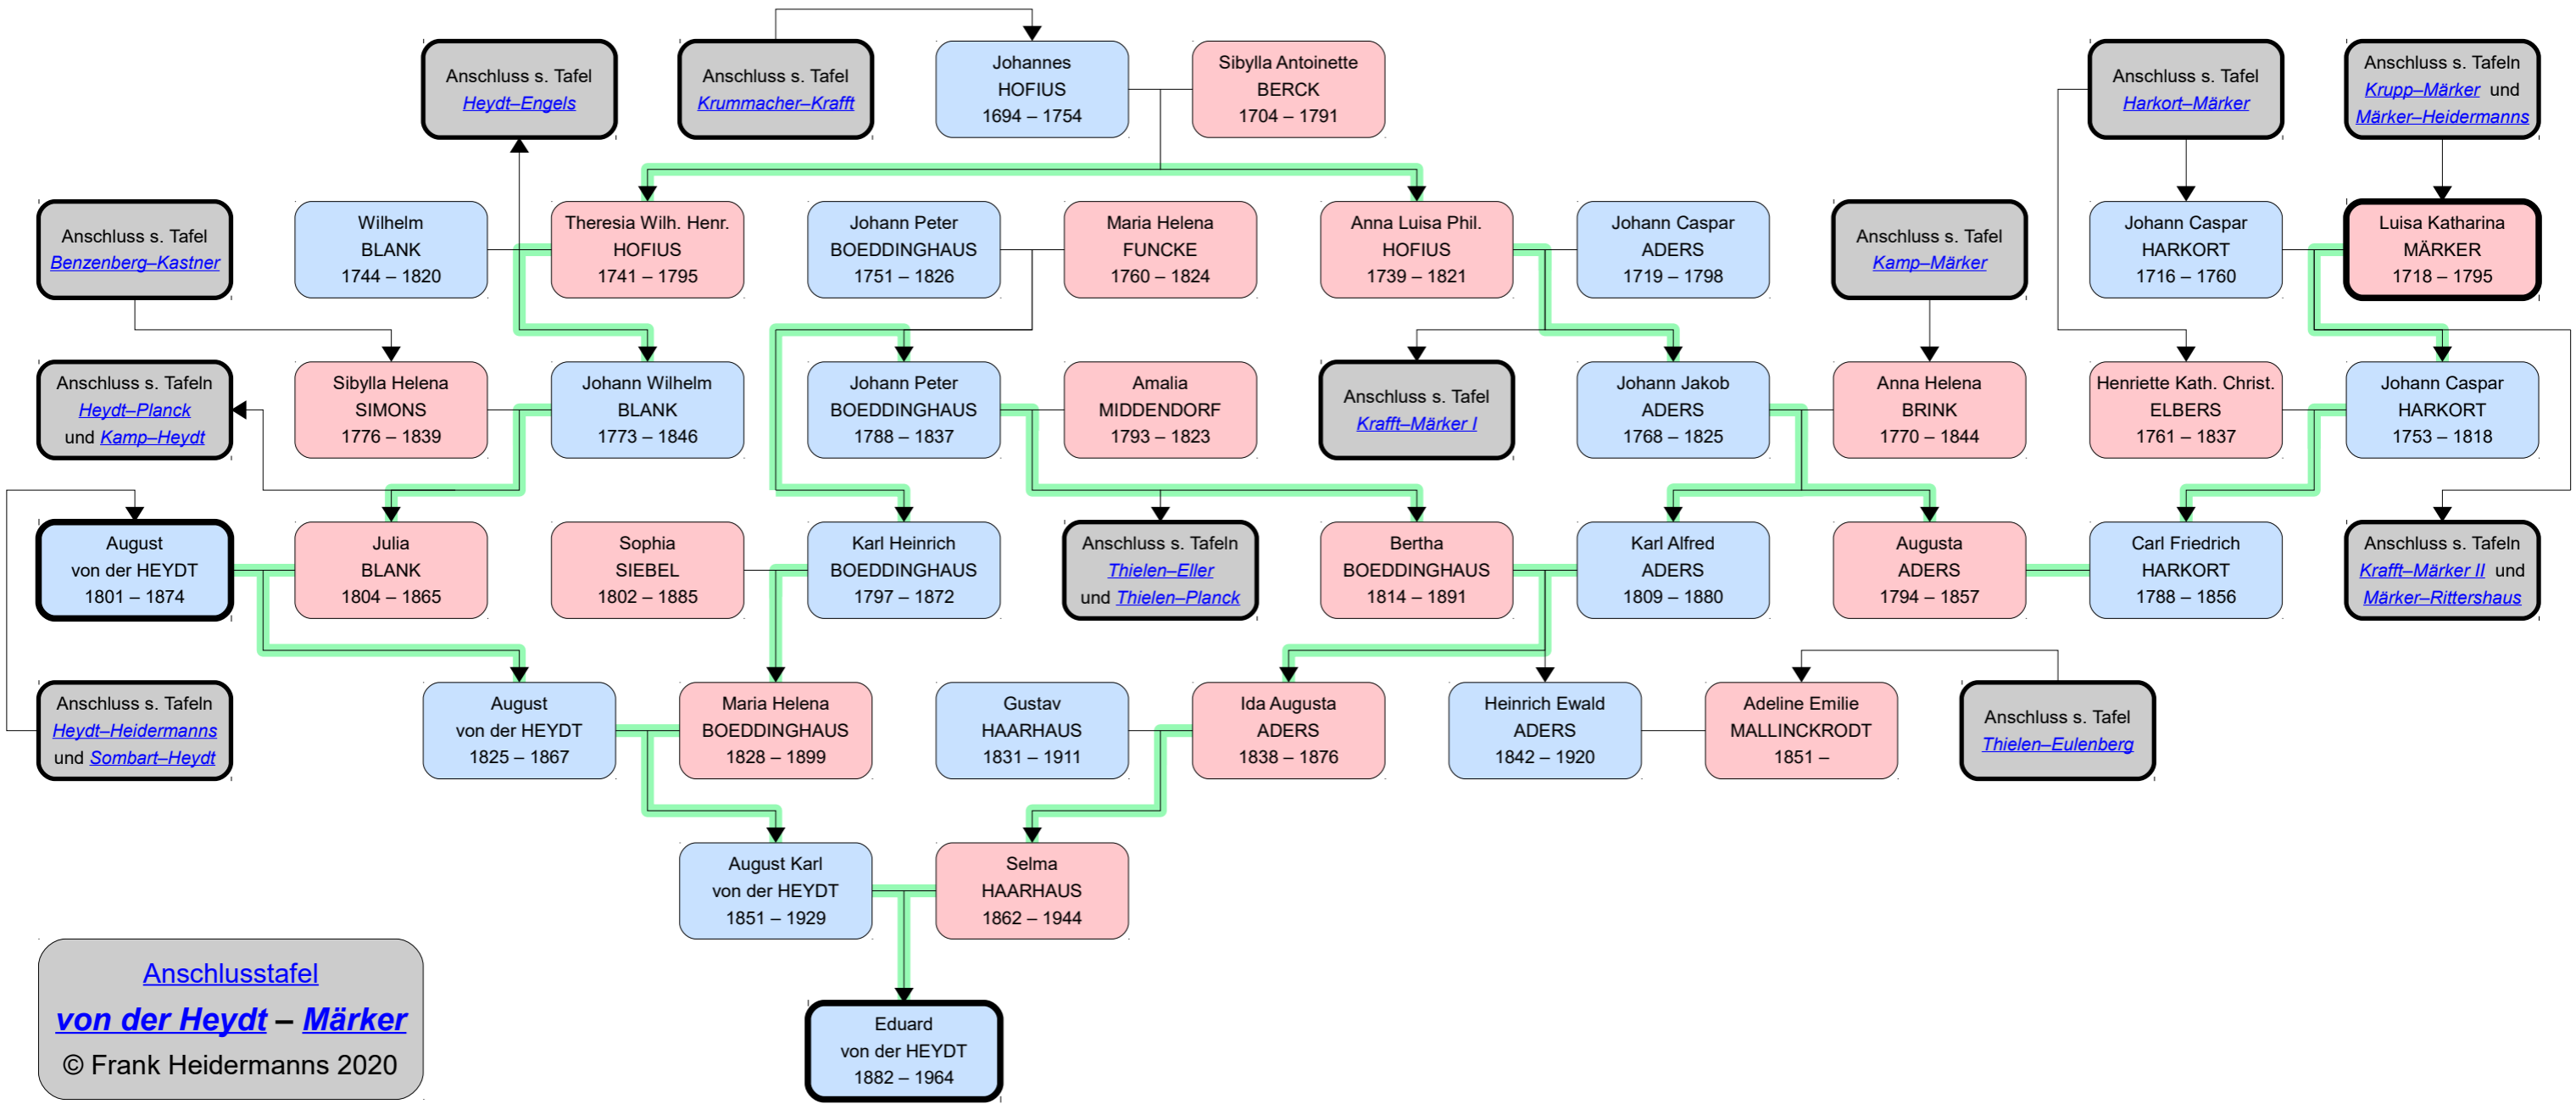 Anschluss s. Tafel
Heydt–Engels
Anschluss s. Tafel
Krummacher–Krafft
Johannes
HOFIUS
1694 – 1754
Sibylla Antoinette
BERCK
1704 – 1791
Anschluss s. Tafel
Harkort–Märker
Anschluss s. Tafeln
Krupp–Märker und
Märker–Heidermanns
Anschluss s. Tafel
Benzenberg–Kastner
Wilhelm
BLANK
1744 – 1820
Theresia Wilh. Henr.
HOFIUS
1741 – 1795
Johann Peter
BOEDDINGHAUS
1751 – 1826
Maria Helena
FUNCKE
1760 – 1824
Anna Luisa Phil.
HOFIUS
1739 – 1821
Johann Caspar
ADERS
1719 – 1798
Anschluss s. Tafel
Kamp–Märker
Johann Caspar
HARKORT
1716 – 1760
Luisa Katharina
MÄRKER
1718 – 1795
Anschluss s. Tafeln
Heydt–Planck
und Kamp–Heydt
Sibylla Helena
SIMONS
1776 – 1839
Johann Wilhelm
BLANK
1773 – 1846
Johann Peter
BOEDDINGHAUS
1788 – 1837
Amalia
MIDDENDORF
1793 – 1823
Anschluss s. Tafel
Krafft–Märker I
Johann Jakob
ADERS
1768 – 1825
Anna Helena
BRINK
1770 – 1844
Henriette Kath. Christ.
ELBERS
1761 – 1837
Johann Caspar
HARKORT
1753 – 1818
August
von der HEYDT
1801 – 1874
Julia
BLANK
1804 – 1865
Sophia
SIEBEL
1802 – 1885
Karl Heinrich
BOEDDINGHAUS
1797 – 1872
Anschluss s. Tafeln
Thielen–Eller
und Thielen–Planck
Bertha
BOEDDINGHAUS
1814 – 1891
Karl Alfred
ADERS
1809 – 1880
Augusta
ADERS
1794 – 1857
Carl Friedrich
HARKORT
1788 – 1856
Anschluss s. Tafeln
Krafft–Märker II und
Märker–Rittershaus
Anschluss s. Tafeln
Heydt–Heidermanns
und Sombart–Heydt
August
von der HEYDT
1825 – 1867
Maria Helena
BOEDDINGHAUS
1828 – 1899
Gustav
HAARHAUS
1831 – 1911
Ida Augusta
ADERS
1838 – 1876
Heinrich Ewald
ADERS
1842 – 1920
Adeline Emilie
MALLINCKRODT
1851 –
Anschluss s. Tafel
Thielen–Eulenberg
August Karl
von der HEYDT
1851 – 1929
Selma
HAARHAUS
1862 – 1944
Anschlusstafel
von der Heydt – Märker
© Frank Heidermanns 2020
Eduard
von der HEYDT
1882 – 1964